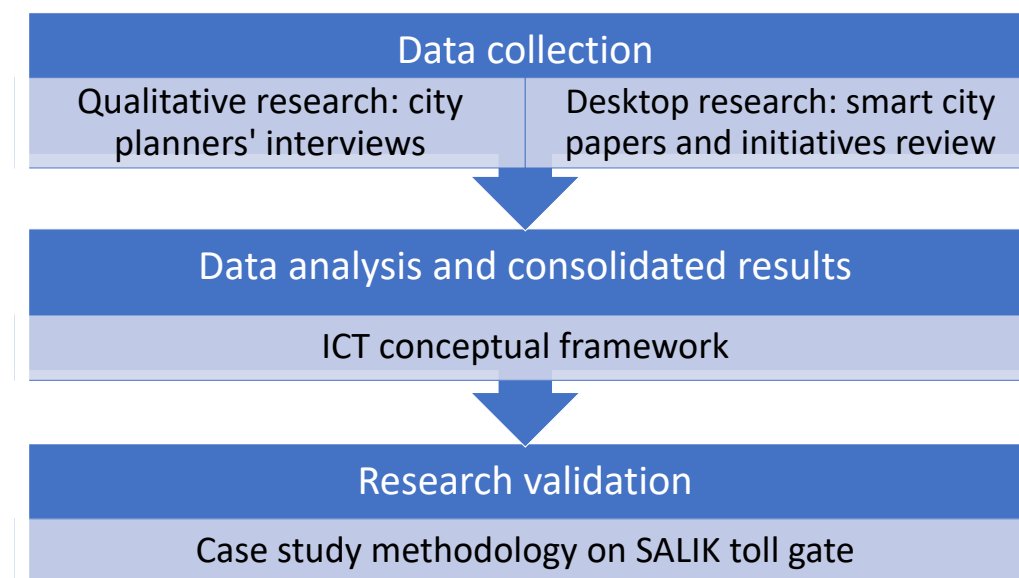 Data collection
Qualitative research: city
planners' interviews
Desktop research: smart city
papers and initiatives review
Data analysis and consolidated results
ICT conceptual framework
Research validation
Case study methodology on SALIK toll gate